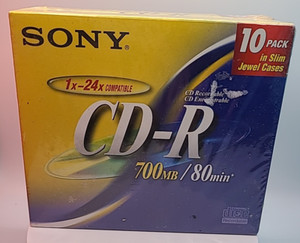 SONY
10 PACK
in Slim
Jewel Cases
1x-24x COMPATIBLE
CD Recordable
CD Enregistrable
CD-R
700MB/80min